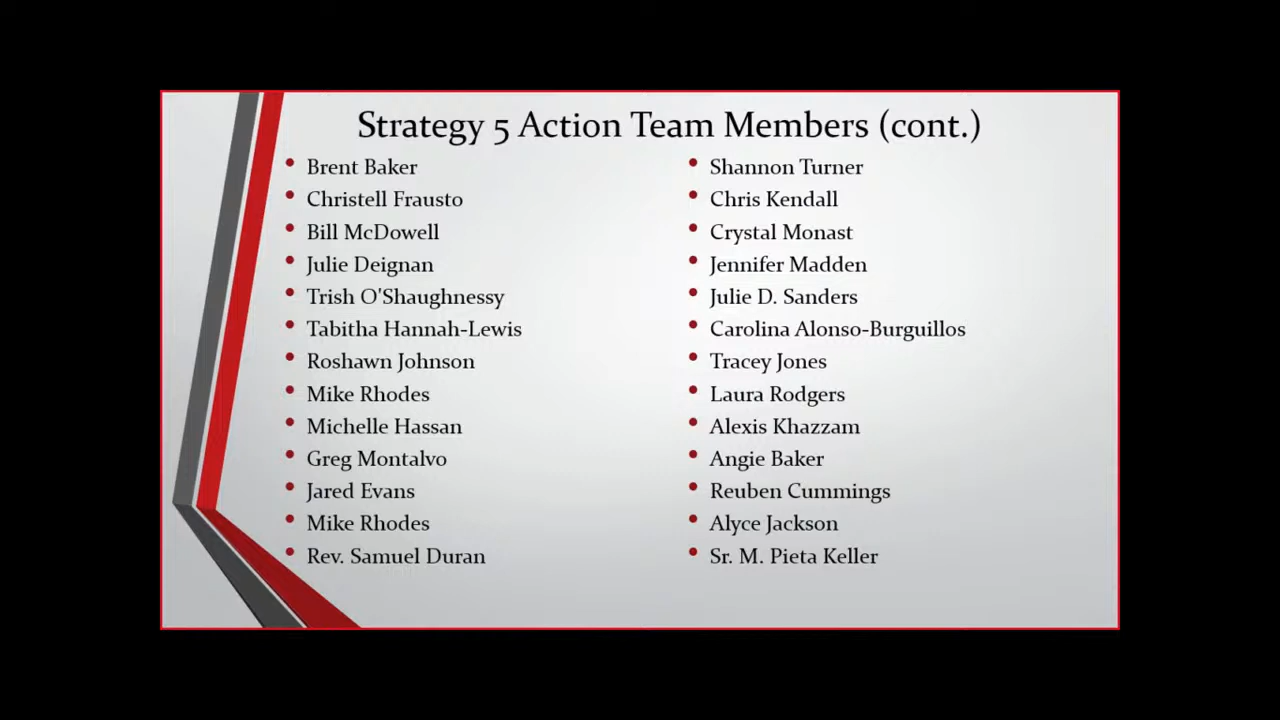 Strategy 5 Action Team Members (cont.)
• Brent Baker
• Christell Frausto
• Bill McDowell
• Julie Deignan
• Trish O'Shaughnessy
• Tabitha Hannah-Lewis
• Roshawn Johnson
• Mike Rhodes
• Michelle Hassan
• Greg Montalvo
• Jared Evans
• Mike Rhodes
• Rev. Samuel Duran
• Shannon Turner
• Chris Kendall
• Crystal Monast
• Jennifer Madden
• Julie D. Sanders
• Carolina Alonso-Burguillos
• Tracey Jones
• Laura Rodgers
• Alexis Khazzam
• Angie Baker
• Reuben Cummings
• Alyce Jackson
• Sr. M. Pieta Keller